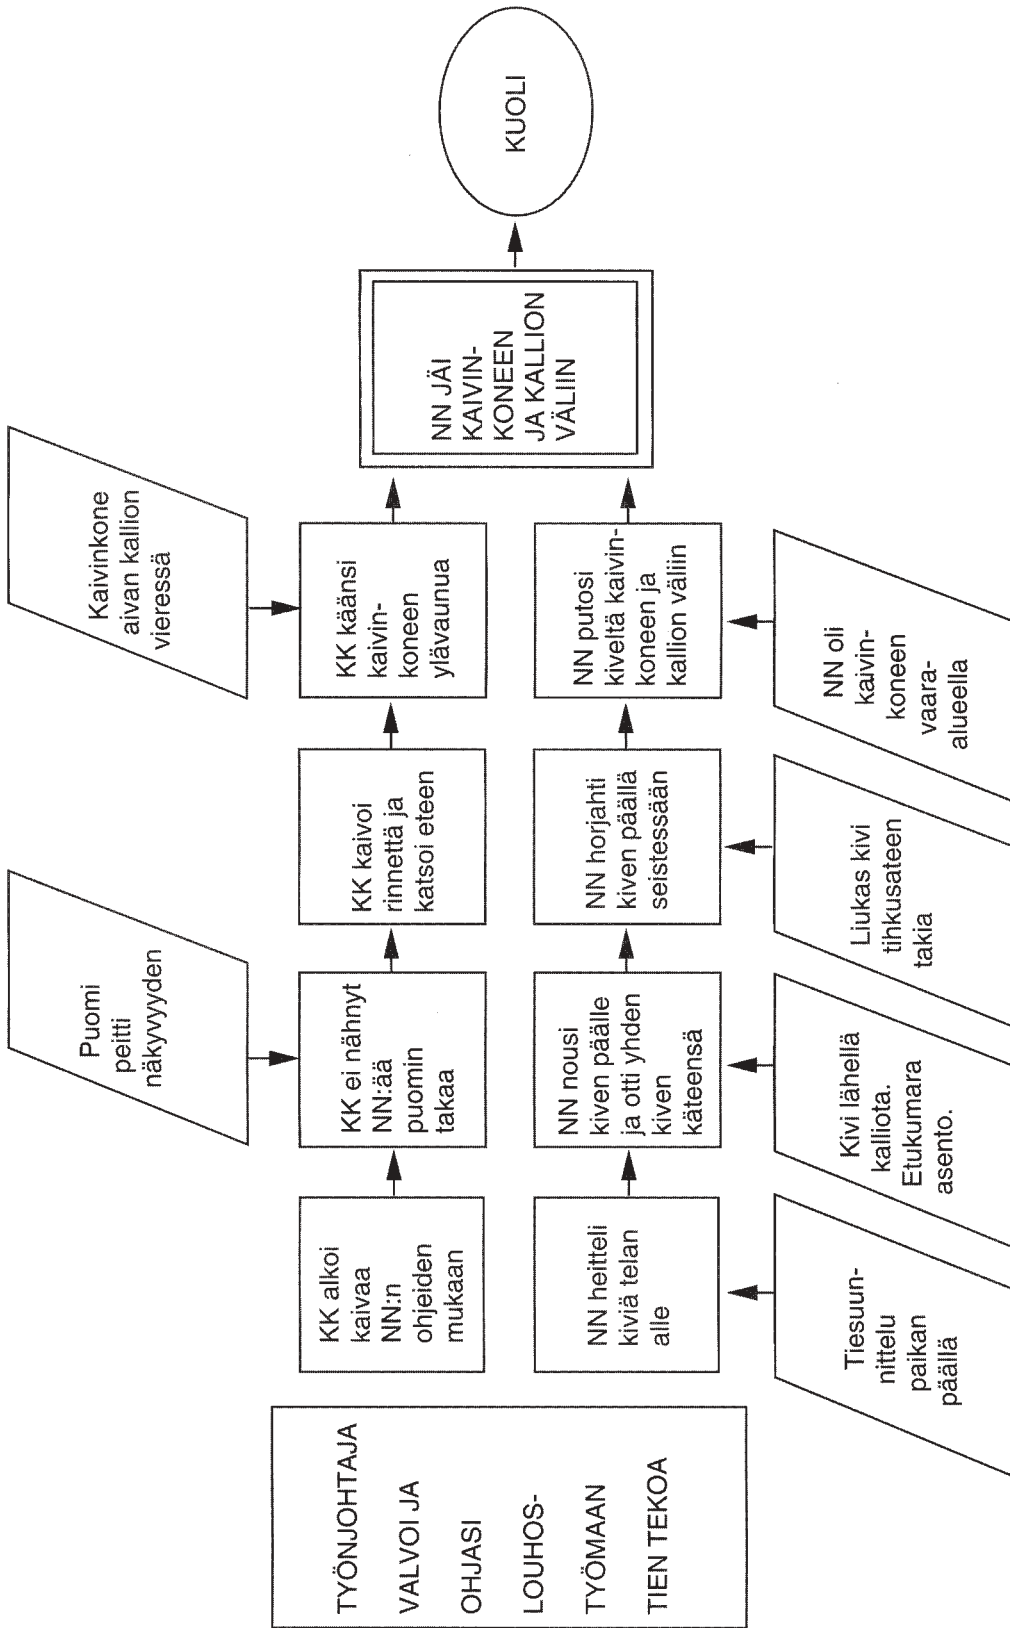 Puomi
peitti
näkyvyyden
Kaivinkone
aivan kallion
vieressä
TYÖNJOHTAJA
VALVOI JA
OHJASI
LOUHOS-
TYÖMAAN
TIEN TEKOA
KK alkoi
kaivaa
NN:n
ohjeiden
mukaan
KK ei nähnyt
NN:ää
puomin
takaa
KK kaivoi
rinnettä ja
katsoi eteen
KK käänsi
kaivin-
koneen
ylävaunua
NN JÄI
KAIVIN-
KONEEN
JA KALLION
VÄLIIN
KUOLI
NN heitteli
kiviä telan
alle
NN nousi
kiven päälle
ja otti yhden
kiven
käteensä
NN horjahti
kiven päällä
seistessään
NN putosi
kiveltä kaivin-
koneen ja
kallion väliin
Tiesuun-
nittelu
paikan
päällä
Kivi lähellä
kalliota.
Etukumara
asento.
Liukas kivi
tihkusateen
takia
NN oli
kaivin-
koneen
vaara-
alueella